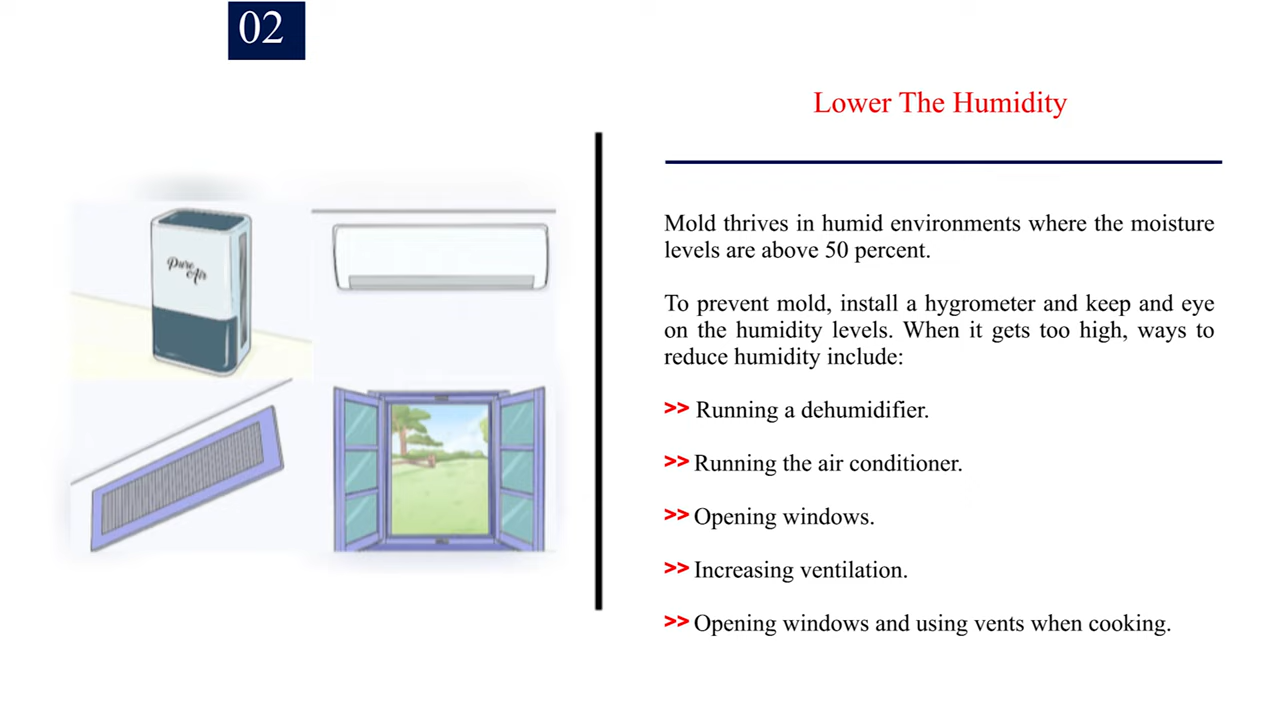 02
Lower The Humidity
Mold thrives in humid environments where the moisture
levels are above 50 percent.
To prevent mold, install a hygrometer and keep and eye
on the humidity levels. When it gets too high, ways to
reduce humidity include:
>> Running a dehumidifier.
>> Running the air conditioner.
>> Opening windows.
>> Increasing ventilation.
>> Opening windows and using vents when cooking.
Pure
Air